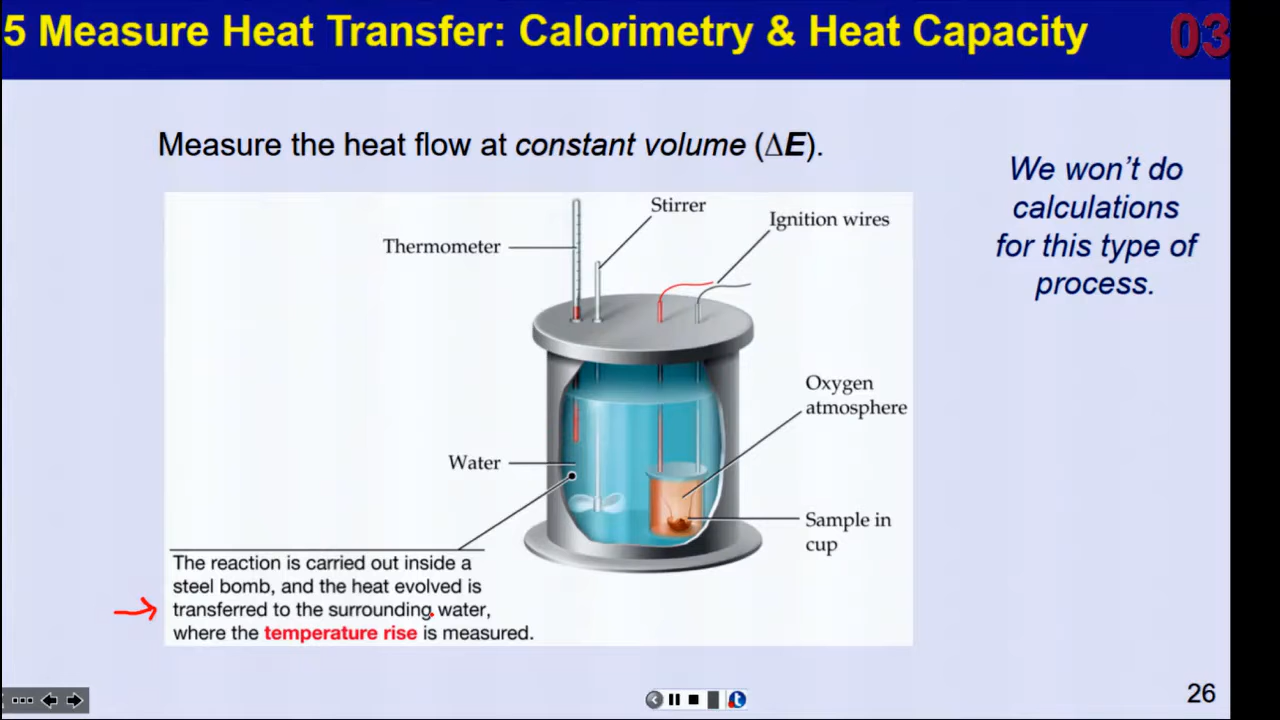 5 Measure Heat Transfer: Calorimetry & Heat Capacity
03
Measure the heat flow at constant volume (ΔE).
We won't do
calculations
for this type of
process.
Stirrer
Ignition wires
Thermometer
Oxygen
atmosphere
Water
Sample in
cup
The reaction is carried out inside a
steel bomb, and the heat evolved is
transferred to the surrounding water,
where the temperature rise is measured.
26